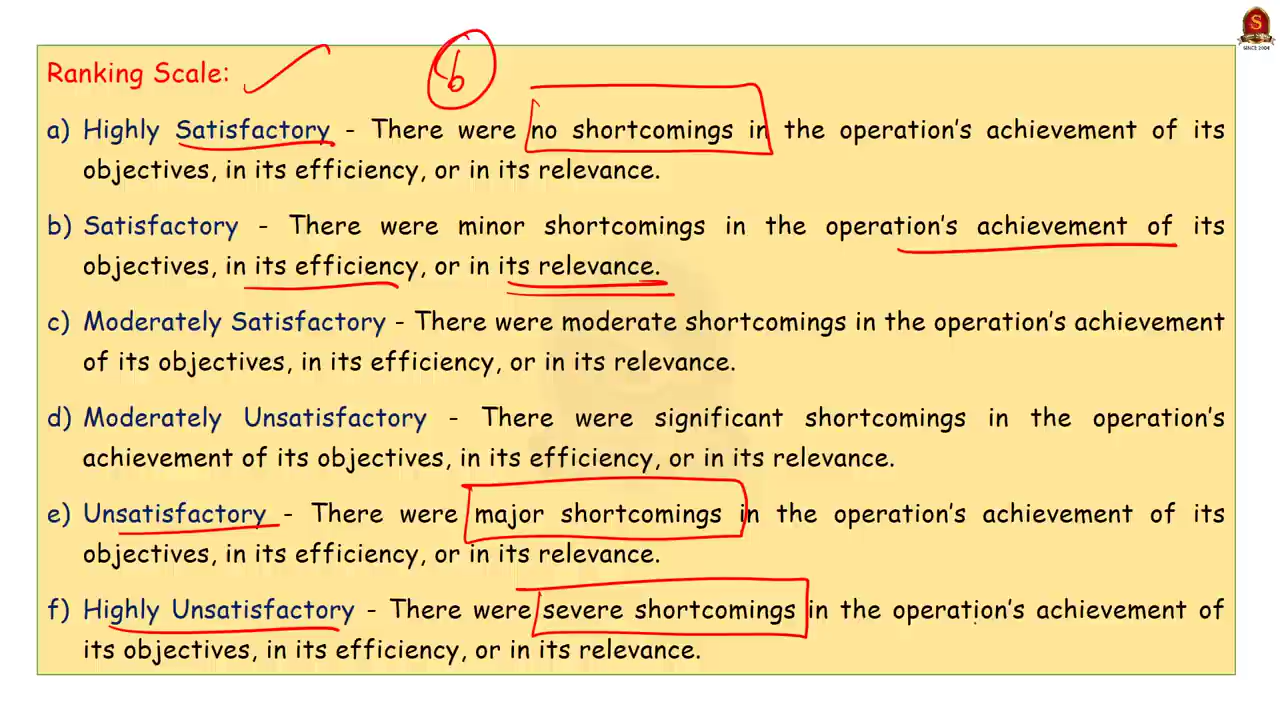 S
SINCE 2004
Ranking Scale:
6
a) Highly Satisfactory - There were no shortcomings in the operation's achievement of its
objectives, in its efficiency, or in its relevance.
b) Satisfactory - There were minor shortcomings in the operation's achievement of its
objectives, in its efficiency, or in its relevance.
c) Moderately Satisfactory - There were moderate shortcomings in the operation's achievement
of its objectives, in its efficiency, or in its relevance.
d) Moderately Unsatisfactory - There were significant shortcomings in the operation's
achievement of its objectives, in its efficiency, or in its relevance.
e) Unsatisfactory - There were major shortcomings in the operation's achievement of its
objectives, in its efficiency, or in its relevance.
f) Highly Unsatisfactory - There were severe shortcomings in the operation's achievement of
its objectives, in its efficiency, or in its relevance.